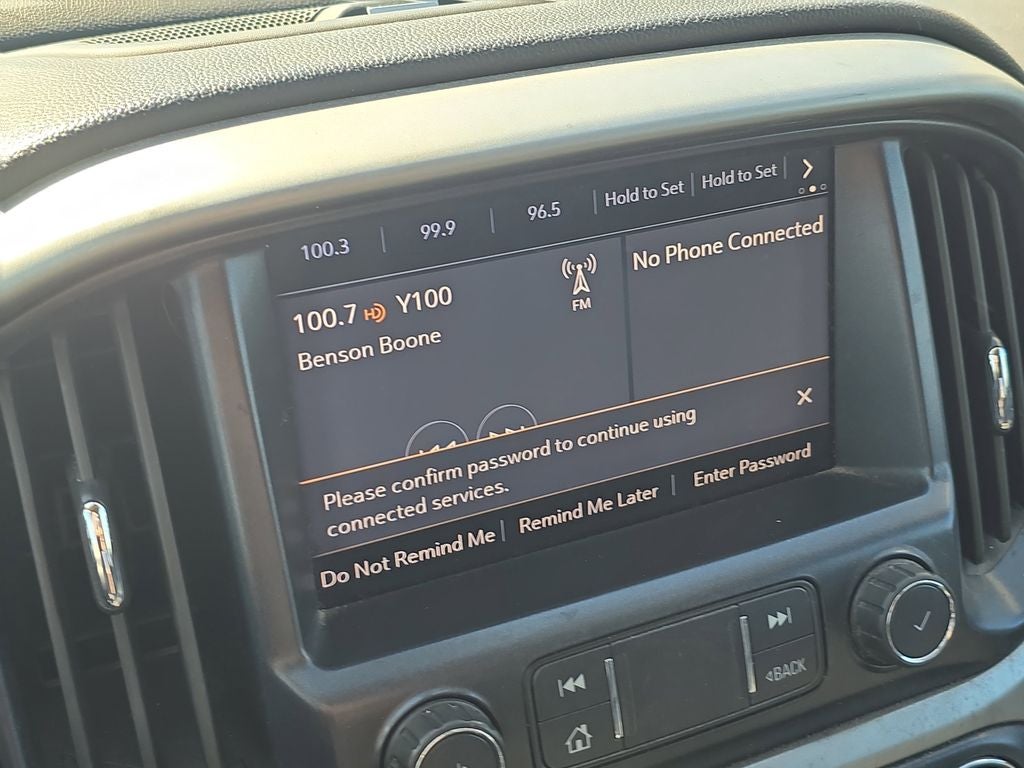 100.3 99.9 96.5 Hold to Set Hold to Set
100.7 HD Y100
FM
No Phone Connected
Benson Boone
Please confirm password to continue using
connected services.
Do Not Remind Me Remind Me Later Enter Password
BACK